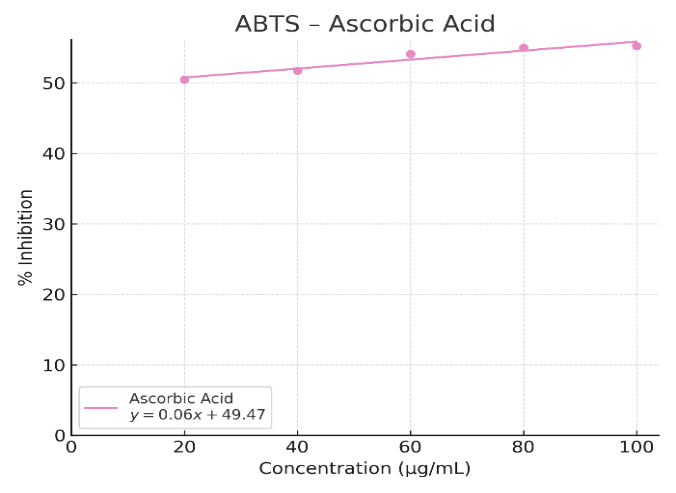 ABTS – Ascorbic Acid
50
40
30
20
10
0
% Inhibition
Ascorbic Acid
y = 0.06x + 49.47
0 20 40 60 80 100
Concentration (μg/mL)